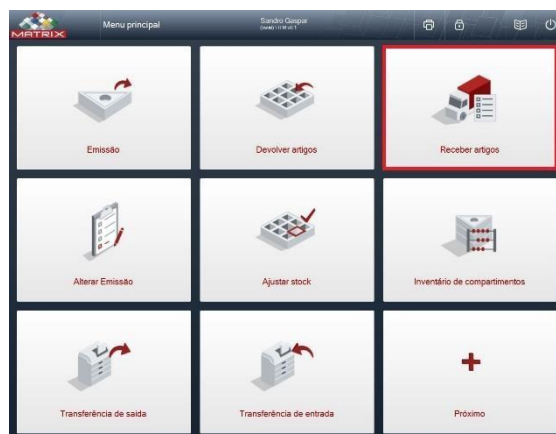 MATRIX
Menu principal
Sandro Gaspar
Emissão
Devolver artigos
Receber artigos
Alterar Emissão
Ajustar stock
Inventário de compartimentos
Transferência de saída
Transferência de entrada
Próximo